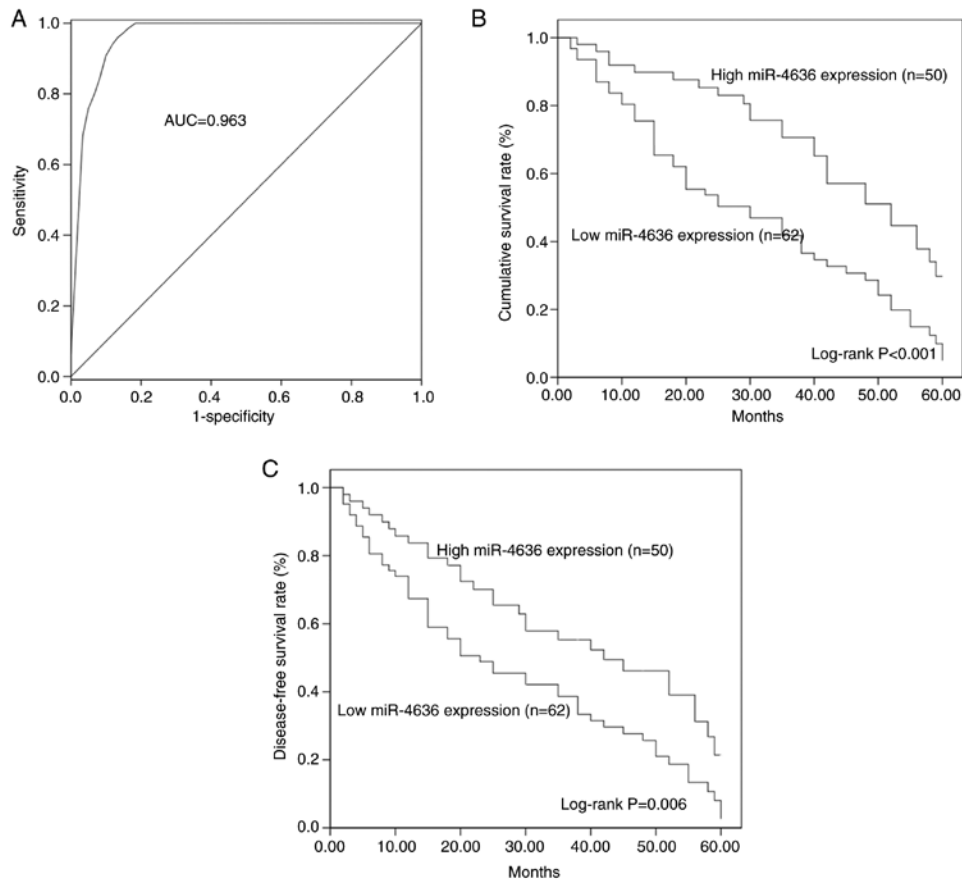 A
1.0
0.8
0.6
0.4
0.2
0.0
Sensitivity
AUC=0.963
0.0 0.2 0.4 0.6 0.8 1.0
1-specificity
B
1.0
0.8
0.6
0.4
0.2
0.0
Cumulative survival rate (%)
High miR-4636 expression (n=50)
Low miR-4636 expression (n=62)
Log-rank P<0.001
0.00 10.00 20.00 30.00 40.00 50.00 60.00
Months
C
1.0
0.8
0.6
0.4
0.2
0.0
Disease-free survival rate (%)
High miR-4636 expression (n=50)
Low miR-4636 expression (n=62)
Log-rank P=0.006
0.00 10.00 20.00 30.00 40.00 50.00 60.00
Months